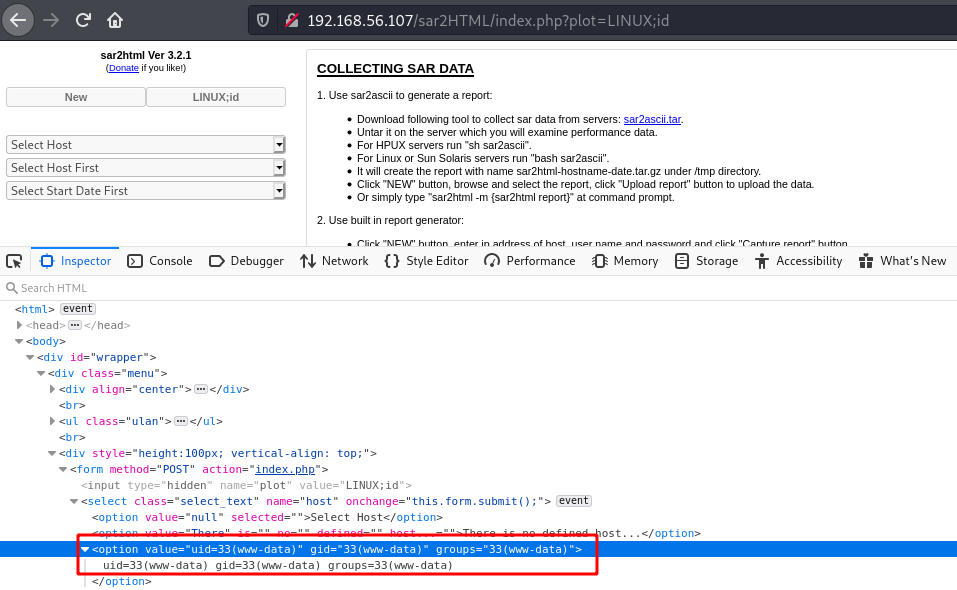 192.168.56.107/sar2HTML/index.php?plot=LINUX;id
sar2html Ver 3.2.1
(Donate if you like!)
New
LINUX;id
Select Host
Select Host First
Select Start Date First
COLLECTING SAR DATA
1. Use sar2ascii to generate a report:
• Download following tool to collect sar data from servers: sar2ascii.tar.
• Untar it on the server which you will examine performance data.
• For HPUX servers run "sh sar2ascii".
• For Linux or Sun Solaris servers run "bash sar2ascii".
• It will create the report with name sar2html-hostname-date.tar.gz under /tmp directory.
• Click "NEW" button, browse and select the report, click "Upload report" button to upload the data.
• Or simply type "sar2html -m {sar2html report}" at command prompt.
2. Use built in report generator:
• Click "NEW" button, enter in address of host, user name and password and click "Capture report" button.
Inspector Console Debugger Network Style Editor Performance Memory Storage Accessibility What's New
Search HTML
<html> event
<head> ... </head>
<body>
<div id="wrapper">
<div class="menu">
<div align="center"> ... </div>
<br>
<ul class="ulan"> ... </ul>
<br>
<div style="height:100px; vertical-align: top;">
<form method="POST" action="index.php">
<input type="hidden" name="plot" value="LINUX;id">
<select class="select_text" name="host" onchange="this.form.submit();"> event
<option value="null" selected="">Select Host</option>
<option value="There" is="" no="" defined="" host...="">There is no defined host...</option>
<option value="uid=33(www-data)" gid="33(www-data)" groups="33(www-data)">
uid=33(www-data) gid=33(www-data) groups=33(www-data)
</option>